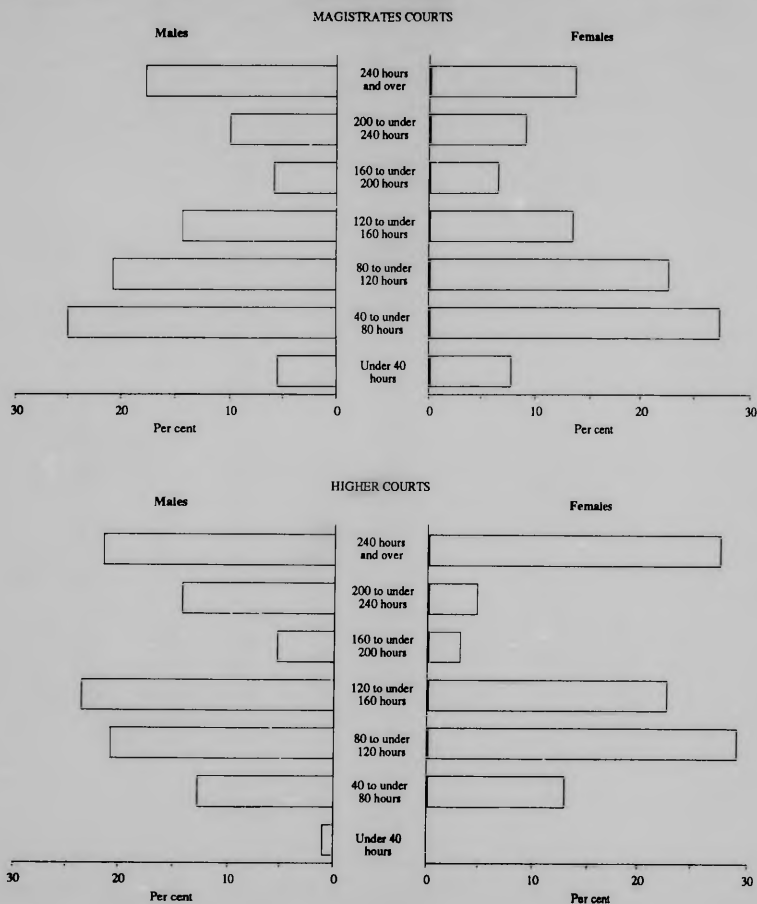 MAGISTRATES COURTS
Males
Females
240 hours
and over
200 to under
240 hours
160 to under
200 hours
120 to under
160 hours
80 to under
120 hours
40 to under
80 hours
Under 40
hours
30 20 10 0
0 10 20 30
Per cent
Per cent
HIGHER COURTS
Males
Females
240 hours
and over
200 to under
240 hours
160 to under
200 hours
120 to under
160 hours
80 to under
120 hours
40 to under
80 hours
Under 40
hours
30 20 10 0
0 10 20 30
Per cent
Per cent